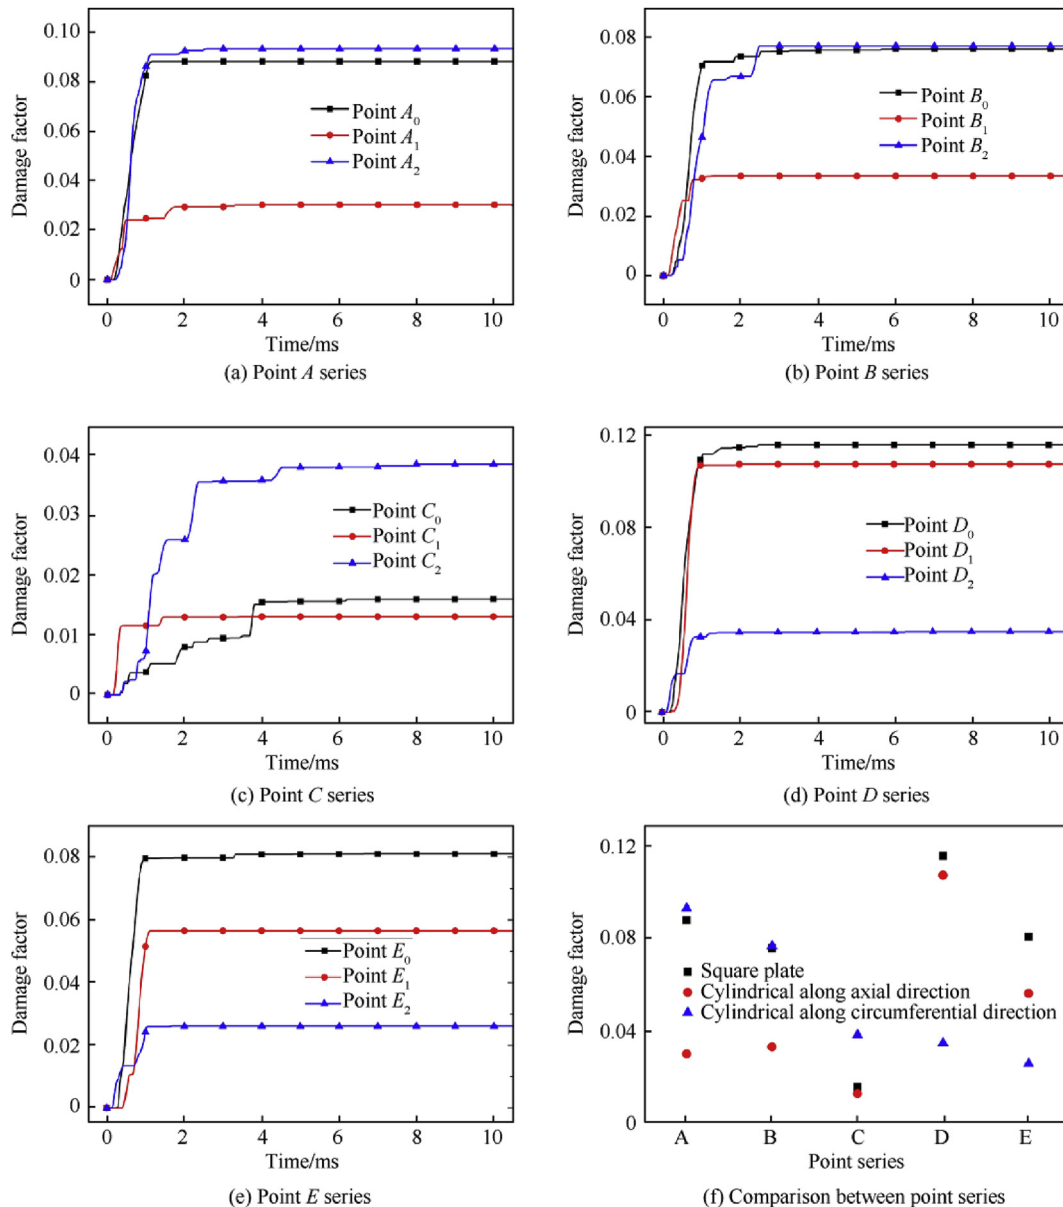 0.10
0.08
0.06
0.04
0.02
0
Damage factor
Point A0
Point A1
Point A2
0 2 4 6 8 10
Time/ms
(a) Point A series
0.08
0.06
0.04
0.02
0
Damage factor
Point B0
Point B1
Point B2
0 2 4 6 8 10
Time/ms
(b) Point B series
0.04
0.03
0.02
0.01
0
Damage factor
Point C0
Point C1
Point C2
0 2 4 6 8 10
Time/ms
(c) Point C series
0.12
0.08
0.04
0
Damage factor
Point D0
Point D1
Point D2
0 2 4 6 8 10
Time/ms
(d) Point D series
0.08
0.06
0.04
0.02
0
Damage factor
Point E0
Point E1
Point E2
0 2 4 6 8 10
Time/ms
(e) Point E series
0.12
0.08
0.04
0
Damage factor
Square plate
Cylindrical along axial direction
Cylindrical along circumferential direction
A B C D E
Point series
(f) Comparison between point series